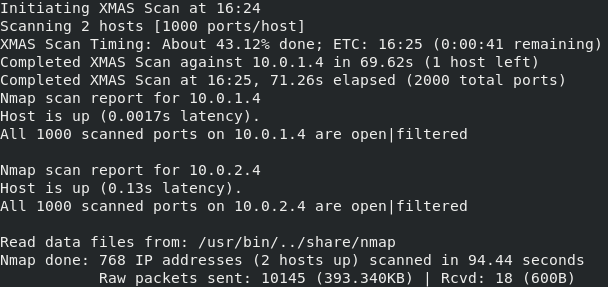 Initiating XMAS Scan at 16:24
Scanning 2 hosts [1000 ports/host]
XMAS Scan Timing: About 43.12% done; ETC: 16:25 (0:00:41 remaining)
Completed XMAS Scan against 10.0.1.4 in 69.62s (1 host left)
Completed XMAS Scan at 16:25, 71.26s elapsed (2000 total ports)
Nmap scan report for 10.0.1.4
Host is up (0.0017s latency).
All 1000 scanned ports on 10.0.1.4 are open|filtered

Nmap scan report for 10.0.2.4
Host is up (0.13s latency).
All 1000 scanned ports on 10.0.2.4 are open|filtered

Read data files from: /usr/bin/../share/nmap
Nmap done: 768 IP addresses (2 hosts up) scanned in 94.44 seconds
Raw packets sent: 10145 (393.340KB) | Rcvd: 18 (600B)